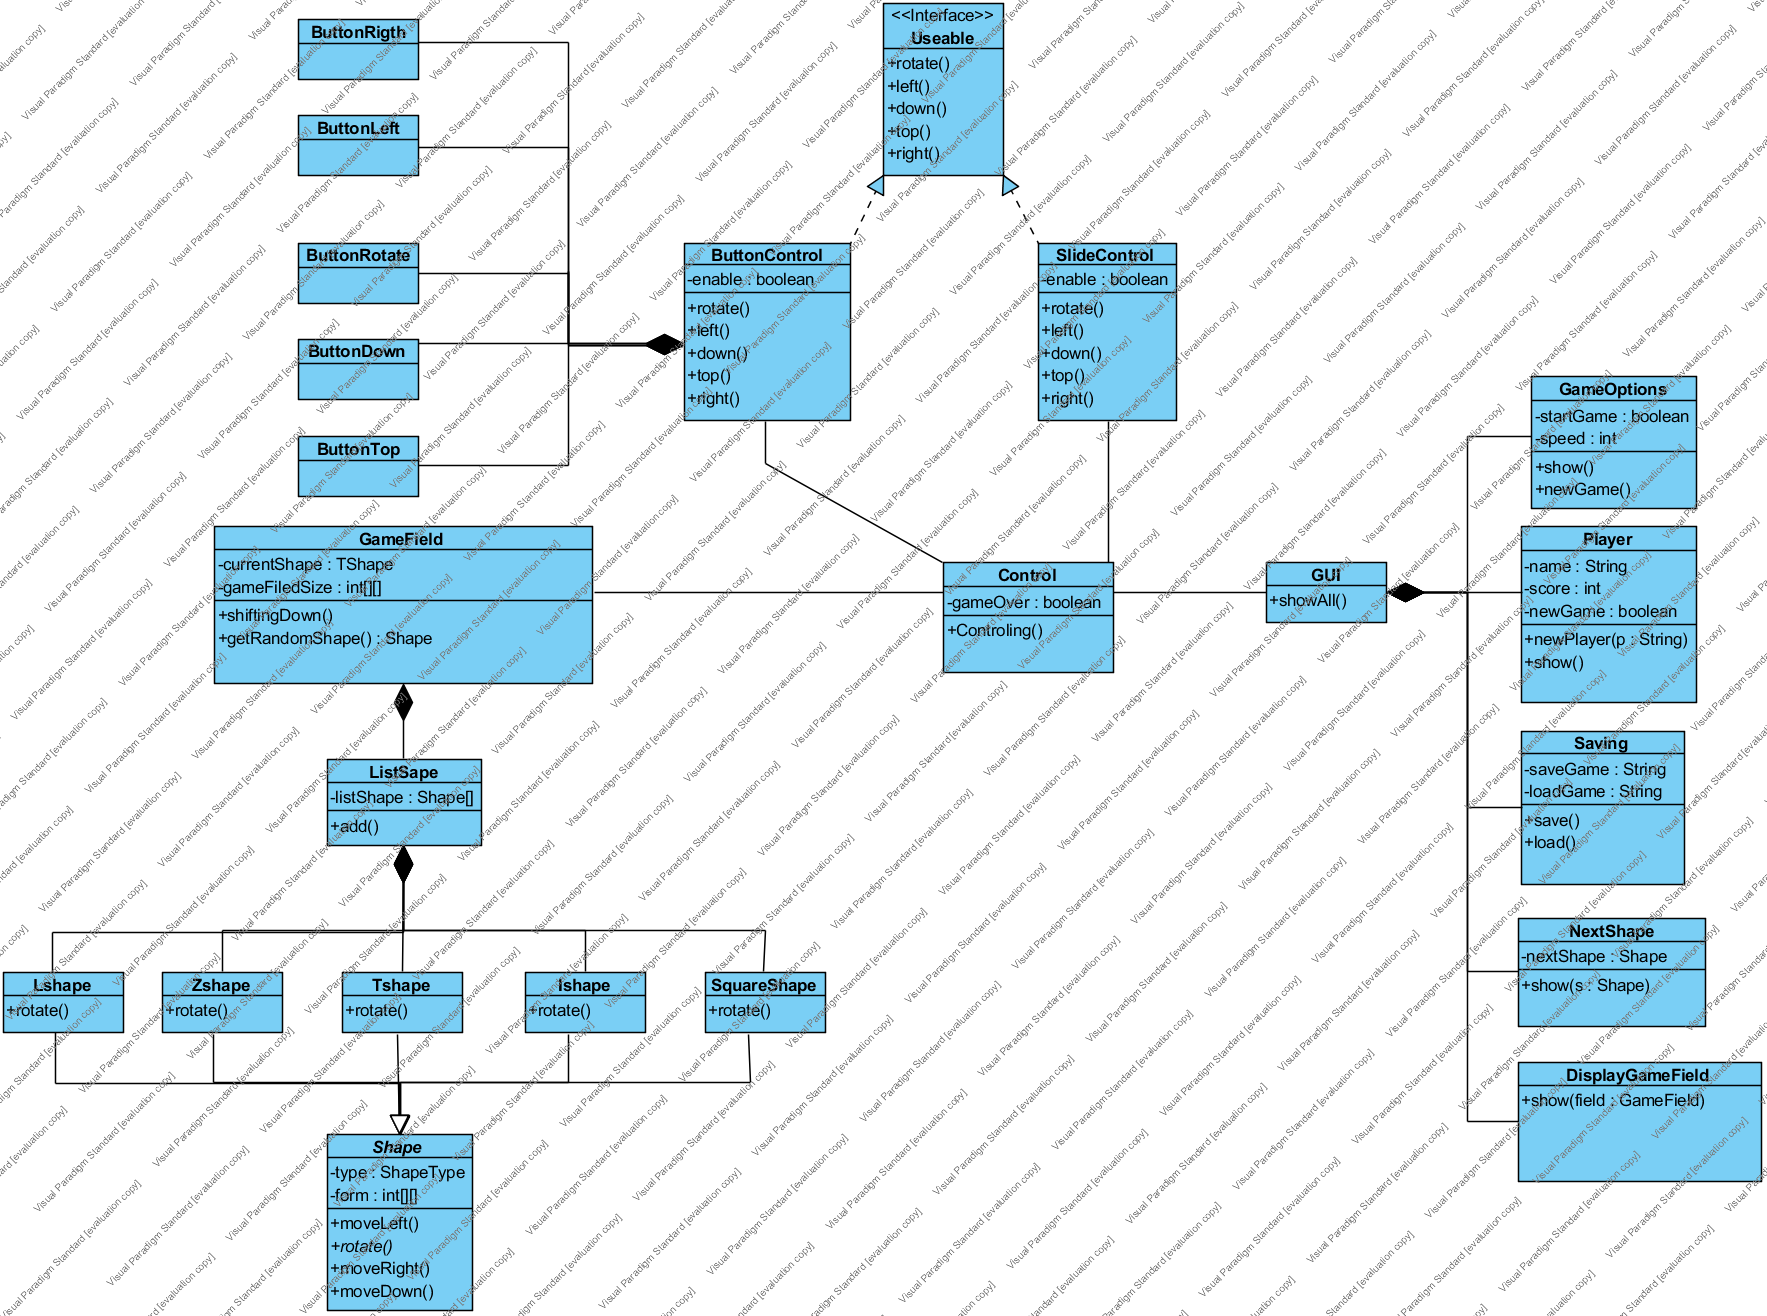 <<Interface>>
Useable
+rotate()
+left()
+down()
+top()
+right()
ButtonRigth
ButtonLeft
ButtonRotate
ButtonDown
ButtonTop
ButtonControl
-enable : boolean
+rotate()
+left()
+down()
+top()
+right()
SlideControl
-enable : boolean
+rotate()
+left()
+down()
+top()
+right()
GameOptions
-startGame : boolean
-speed : int
+show()
+newGame()
GameField
-currentShape : TShape
-gameFiledSize : int[][]
+shiftingDown()
+getRandomShape() : Shape
Control
-gameOver : boolean
+Controling()
GUI
+showAll()
Player
-name : String
-score : int
-newGame : boolean
+newPlayer(p : String)
+show()
ListSape
-listShape : Shape[]
+add()
Saving
-saveGame : String
-loadGame : String
+save()
+load()
Lshape
+rotate()
Zshape
+rotate()
Tshape
+rotate()
Ishape
+rotate()
SquareShape
+rotate()
NextShape
-nextShape : Shape
+show(s : Shape)
DisplayGameField
+show(field : GameField)
Shape
-type : ShapeType
-form : int[][]
+moveLeft()
+rotate()
+moveRight()
+moveDown()
Visual Paradigm Standard [evaluation copy]